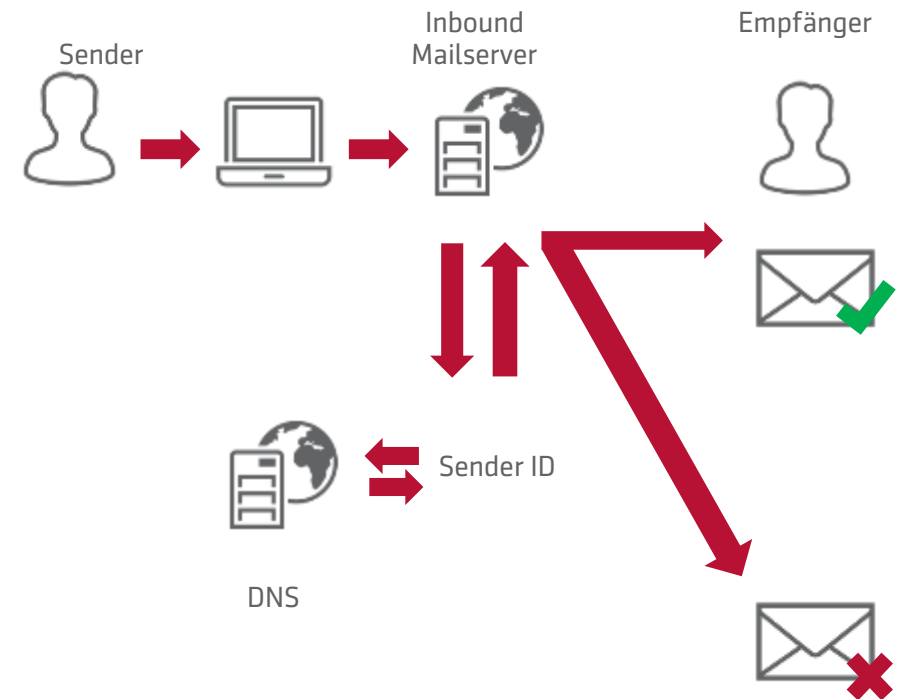 Sender
Inbound
Mailserver
Empfänger
Sender ID
DNS